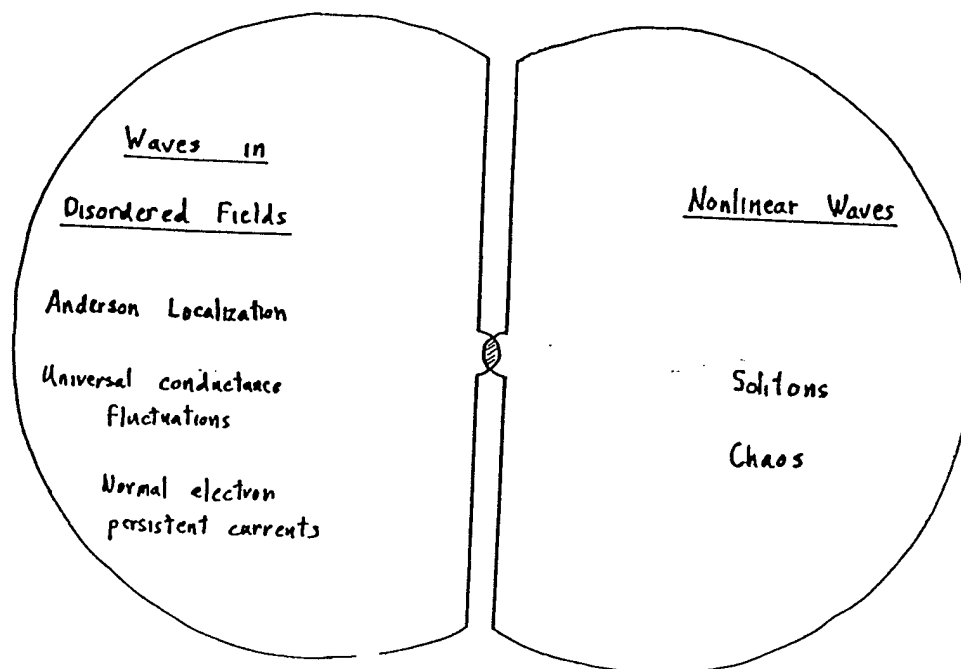 Waves in
Disordered Fields
Anderson Localization
Universal conductance
Fluctuations
Normal electron
persistent currents
Nonlinear Waves
Solitons
Chaos